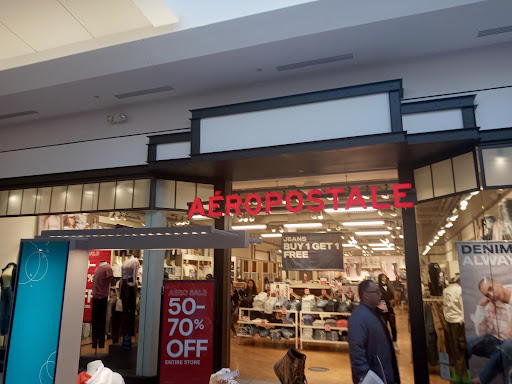 AÉROPOSTALE
JEANS
BUY 1 GET 1
FREE
AERO SALE
50-
70%
OFF
ENTIRE STORE
DENIM
ALWAY